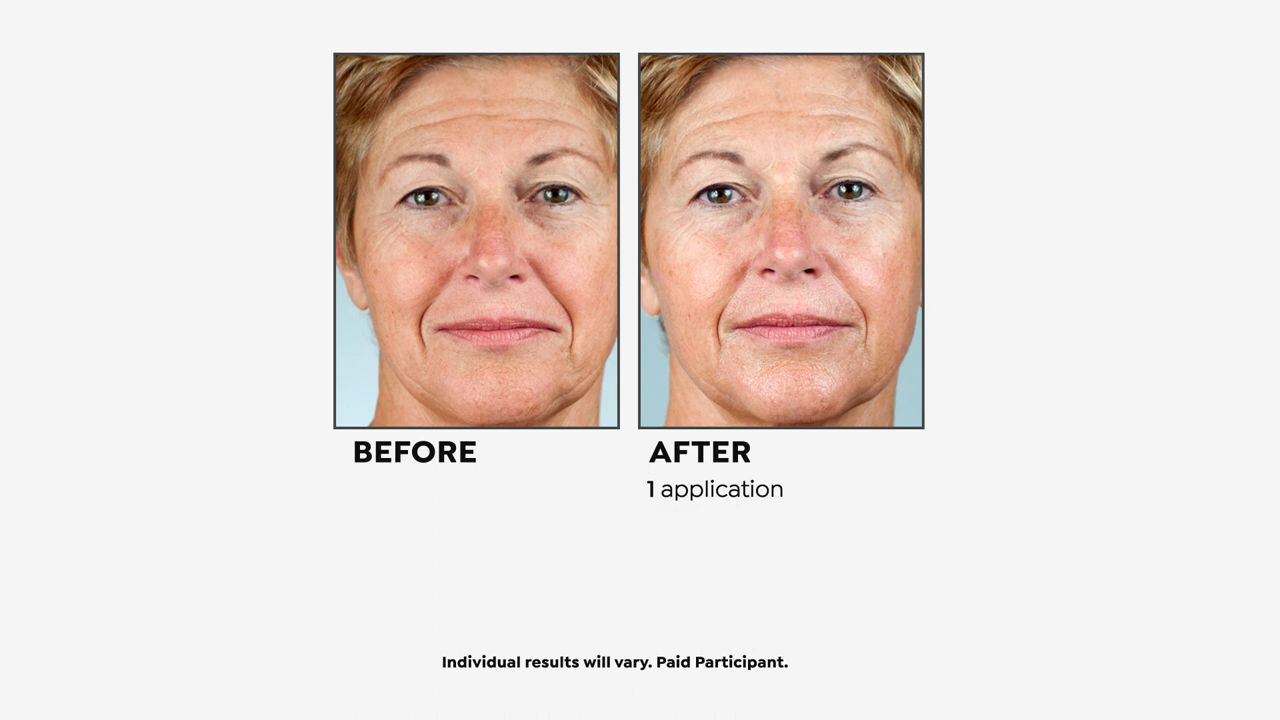 BEFORE
AFTER
1 application
Individual results will vary. Paid Participant.